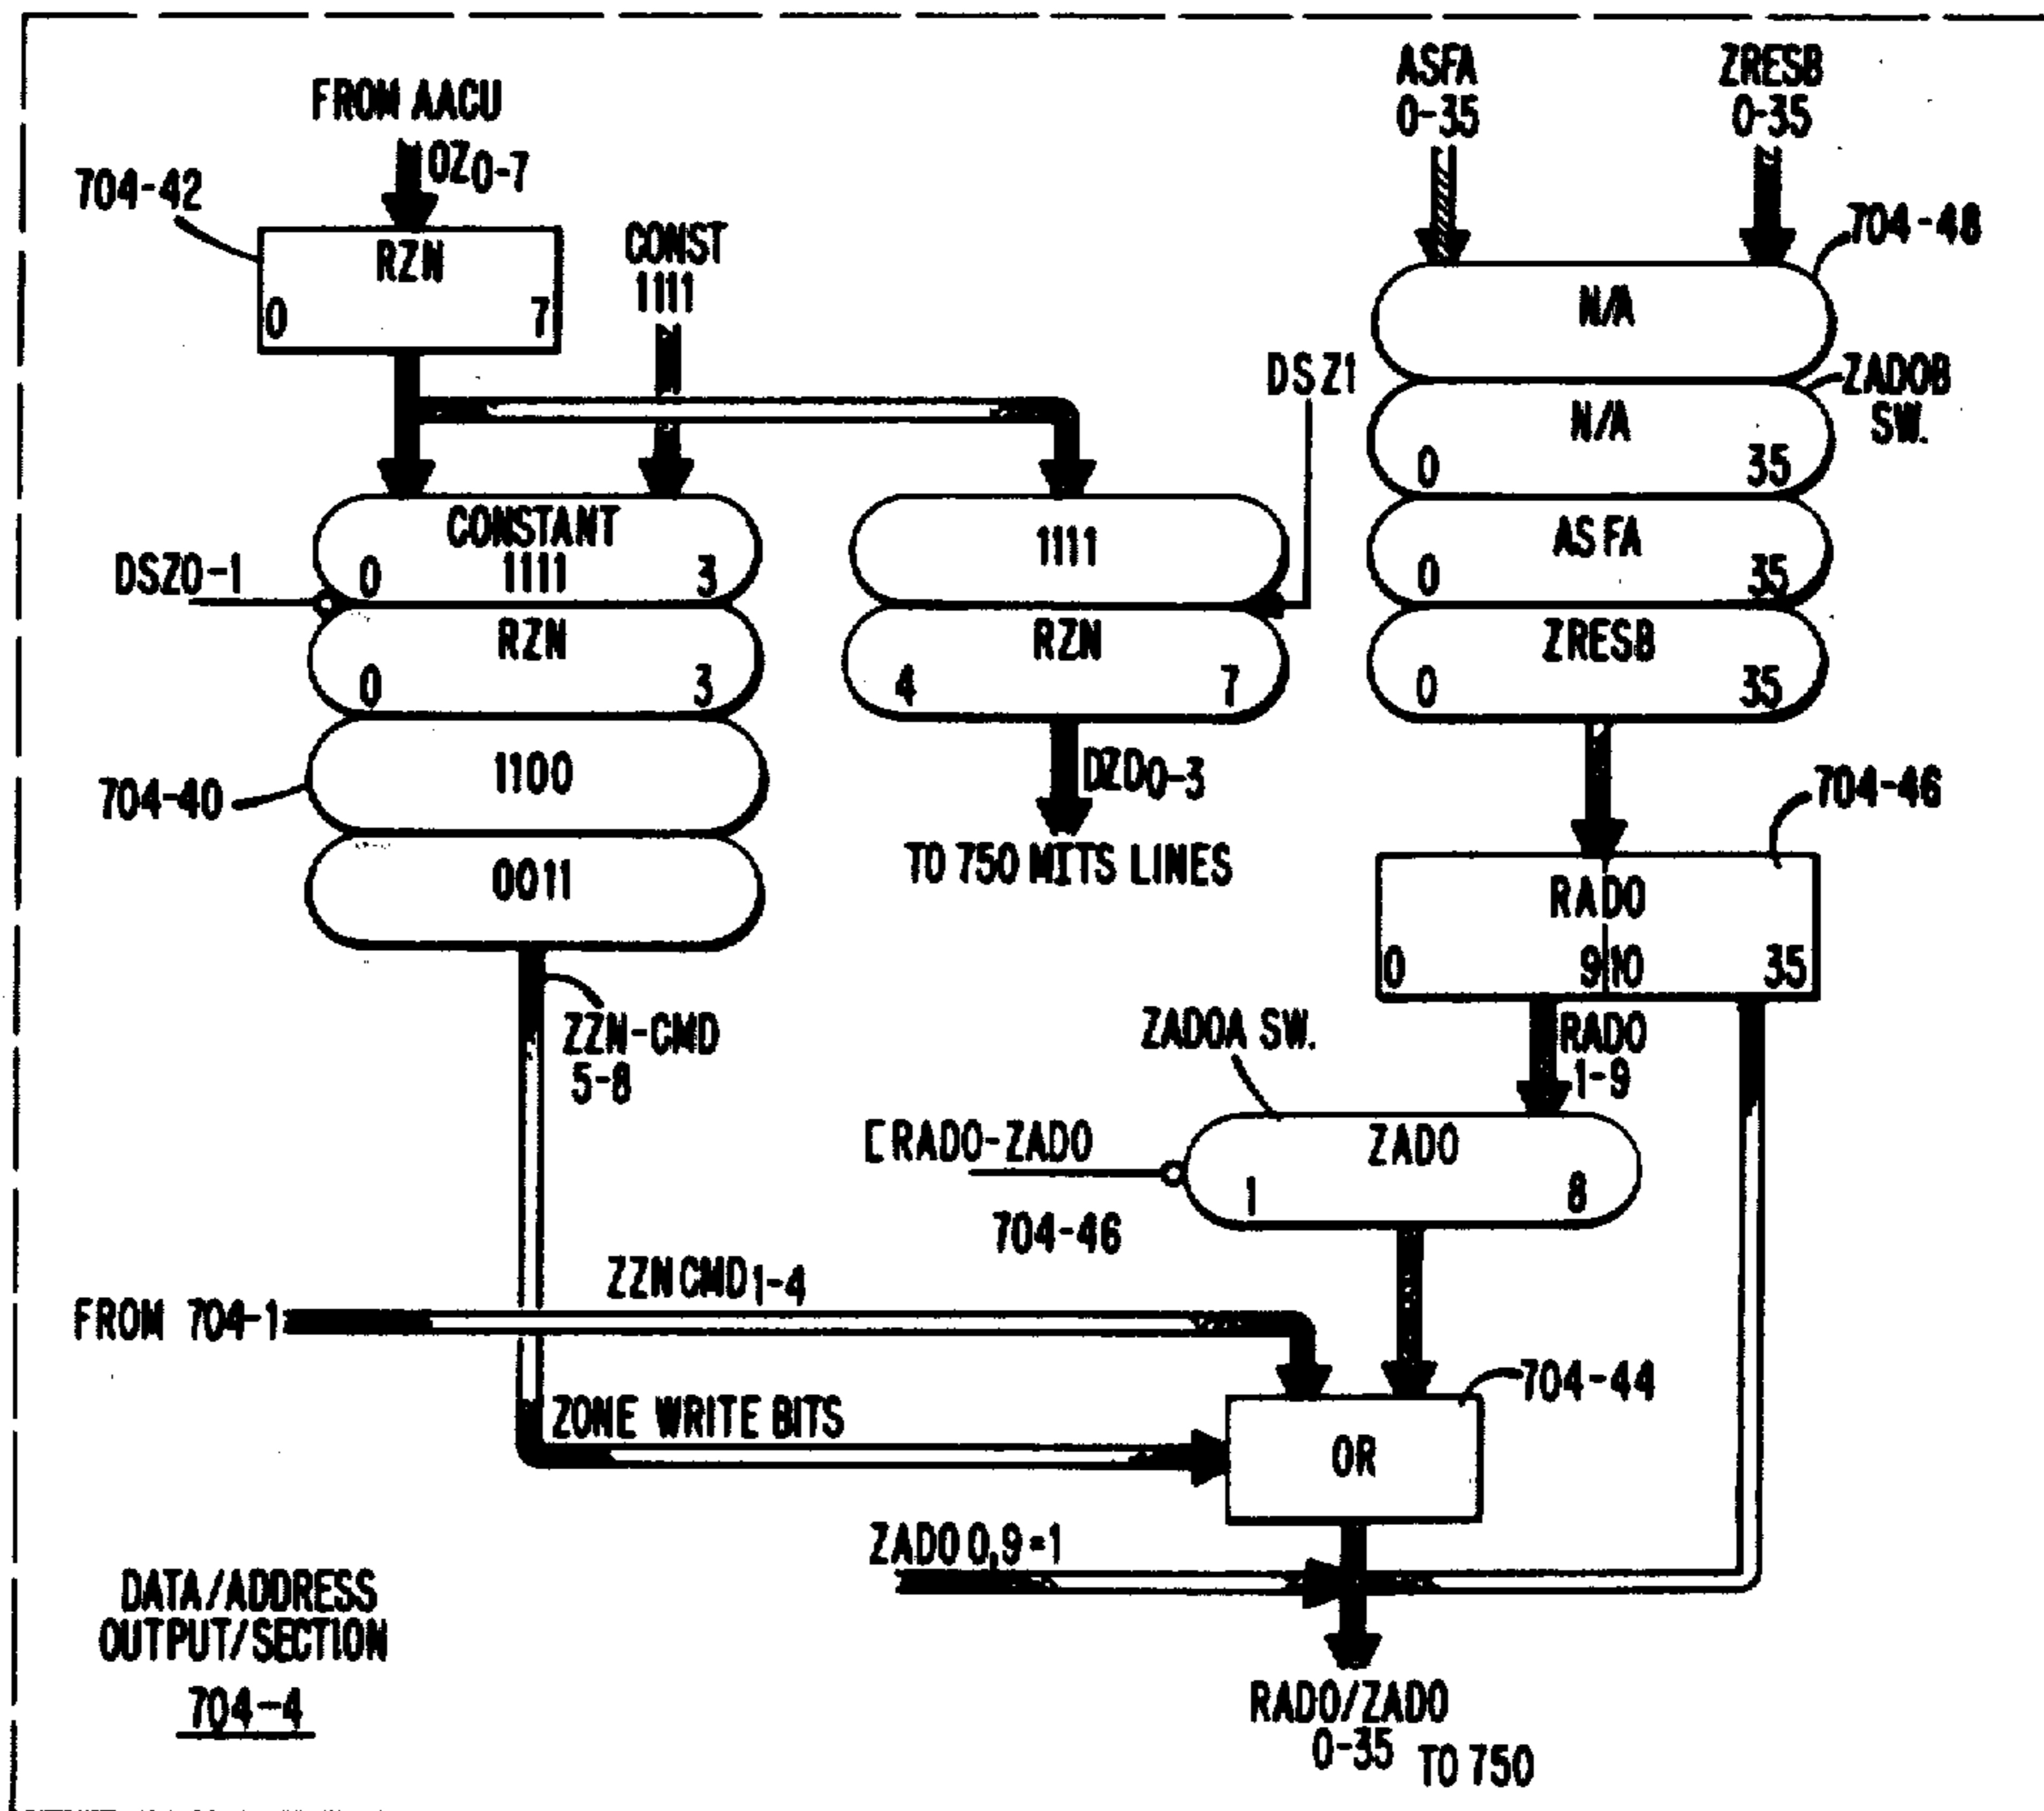 FROM AACU
OZ0-7
704-42
RZN
0 7
CONST
1111
ASFA
0-35
ZRESB
0-35
704-48
N/A
ZADOB
SW.
N/A
0 35
ASFA
0 35
ZRESB
0 35
DSZ1
CONSTANT
1111
0 3
DSZ0-1
RZN
0 3
1100
704-40
0011
1111
RZN
4 7
DZD0-3
TO 750 MITS LINES
704-46
RADO
0 9 10 35
ZZN-CMD
5-8
ZADOA SW.
RADO
1-9
[RADO-ZADO
ZADO
1 8
704-46
ZZNCMD1-4
FROM 704-1
704-44
ZONE WRITE BITS
OR
ZADO 0,9=1
DATA/ADDRESS
OUTPUT/SECTION
704-4
RADO/ZADO
0-35 TO 750